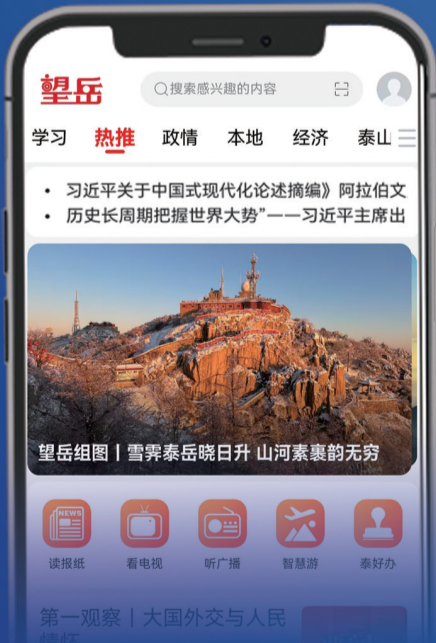 望岳
搜索感兴趣的内容
学习 热推 政情 本地 经济 泰山
• 习近平关于中国式现代化论述摘编》阿拉伯文
• 历史长周期把握世界大势”——习近平主席出
望岳组图丨雪霁泰岳晓日升 山河素裹韵无穷
NEWS
读报纸 看电视 听广播 智慧游 泰好办
第一观察丨大国外交与人民
情怀